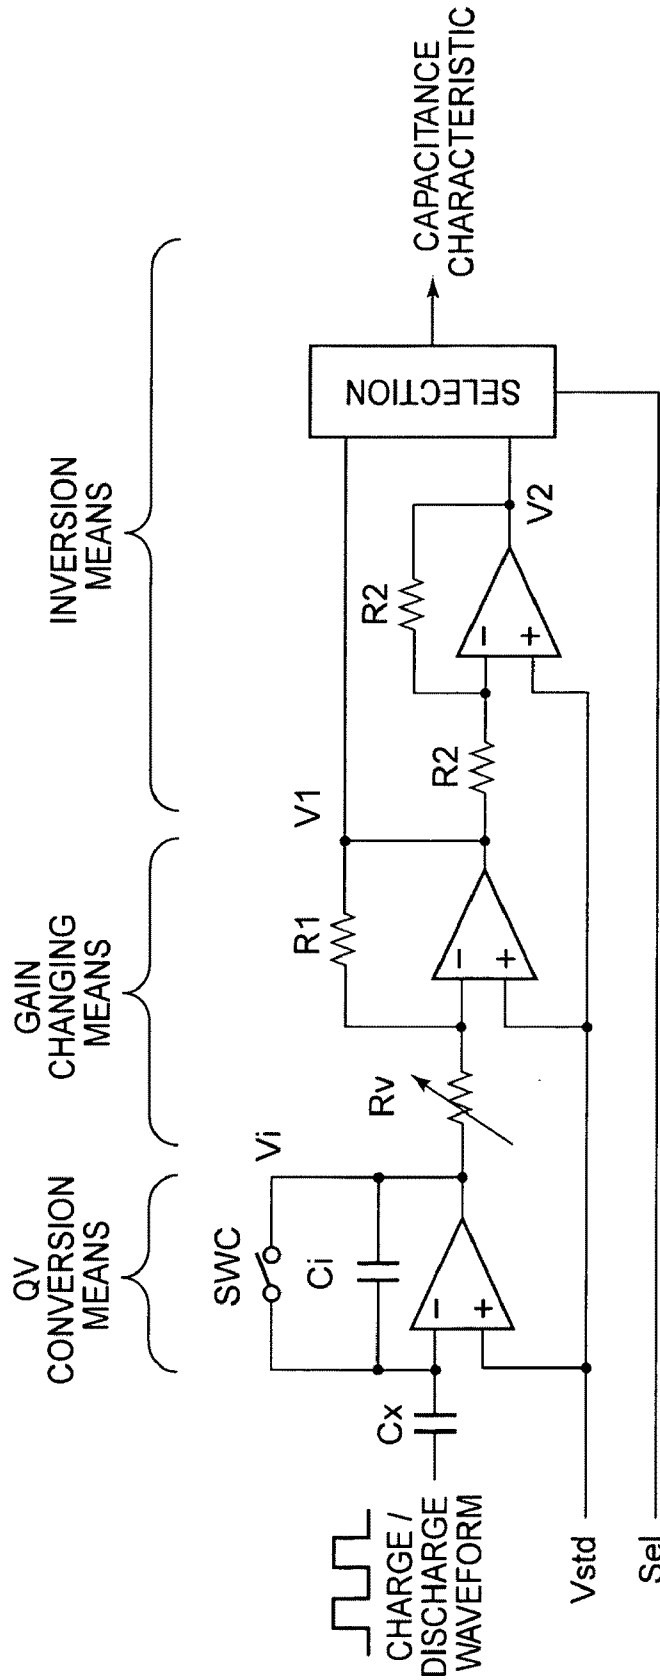 QV
CONVERSION
MEANS
GAIN
CHANGING
MEANS
INVERSION
MEANS
SWC
Ci
Vi
Cx
CHARGE /
DISCHARGE
WAVEFORM
Rv
R1
V1
R2
R2
V2
− +
− +
− +
SELECTION
CAPACITANCE
CHARACTERISTIC
Vstd
Sel